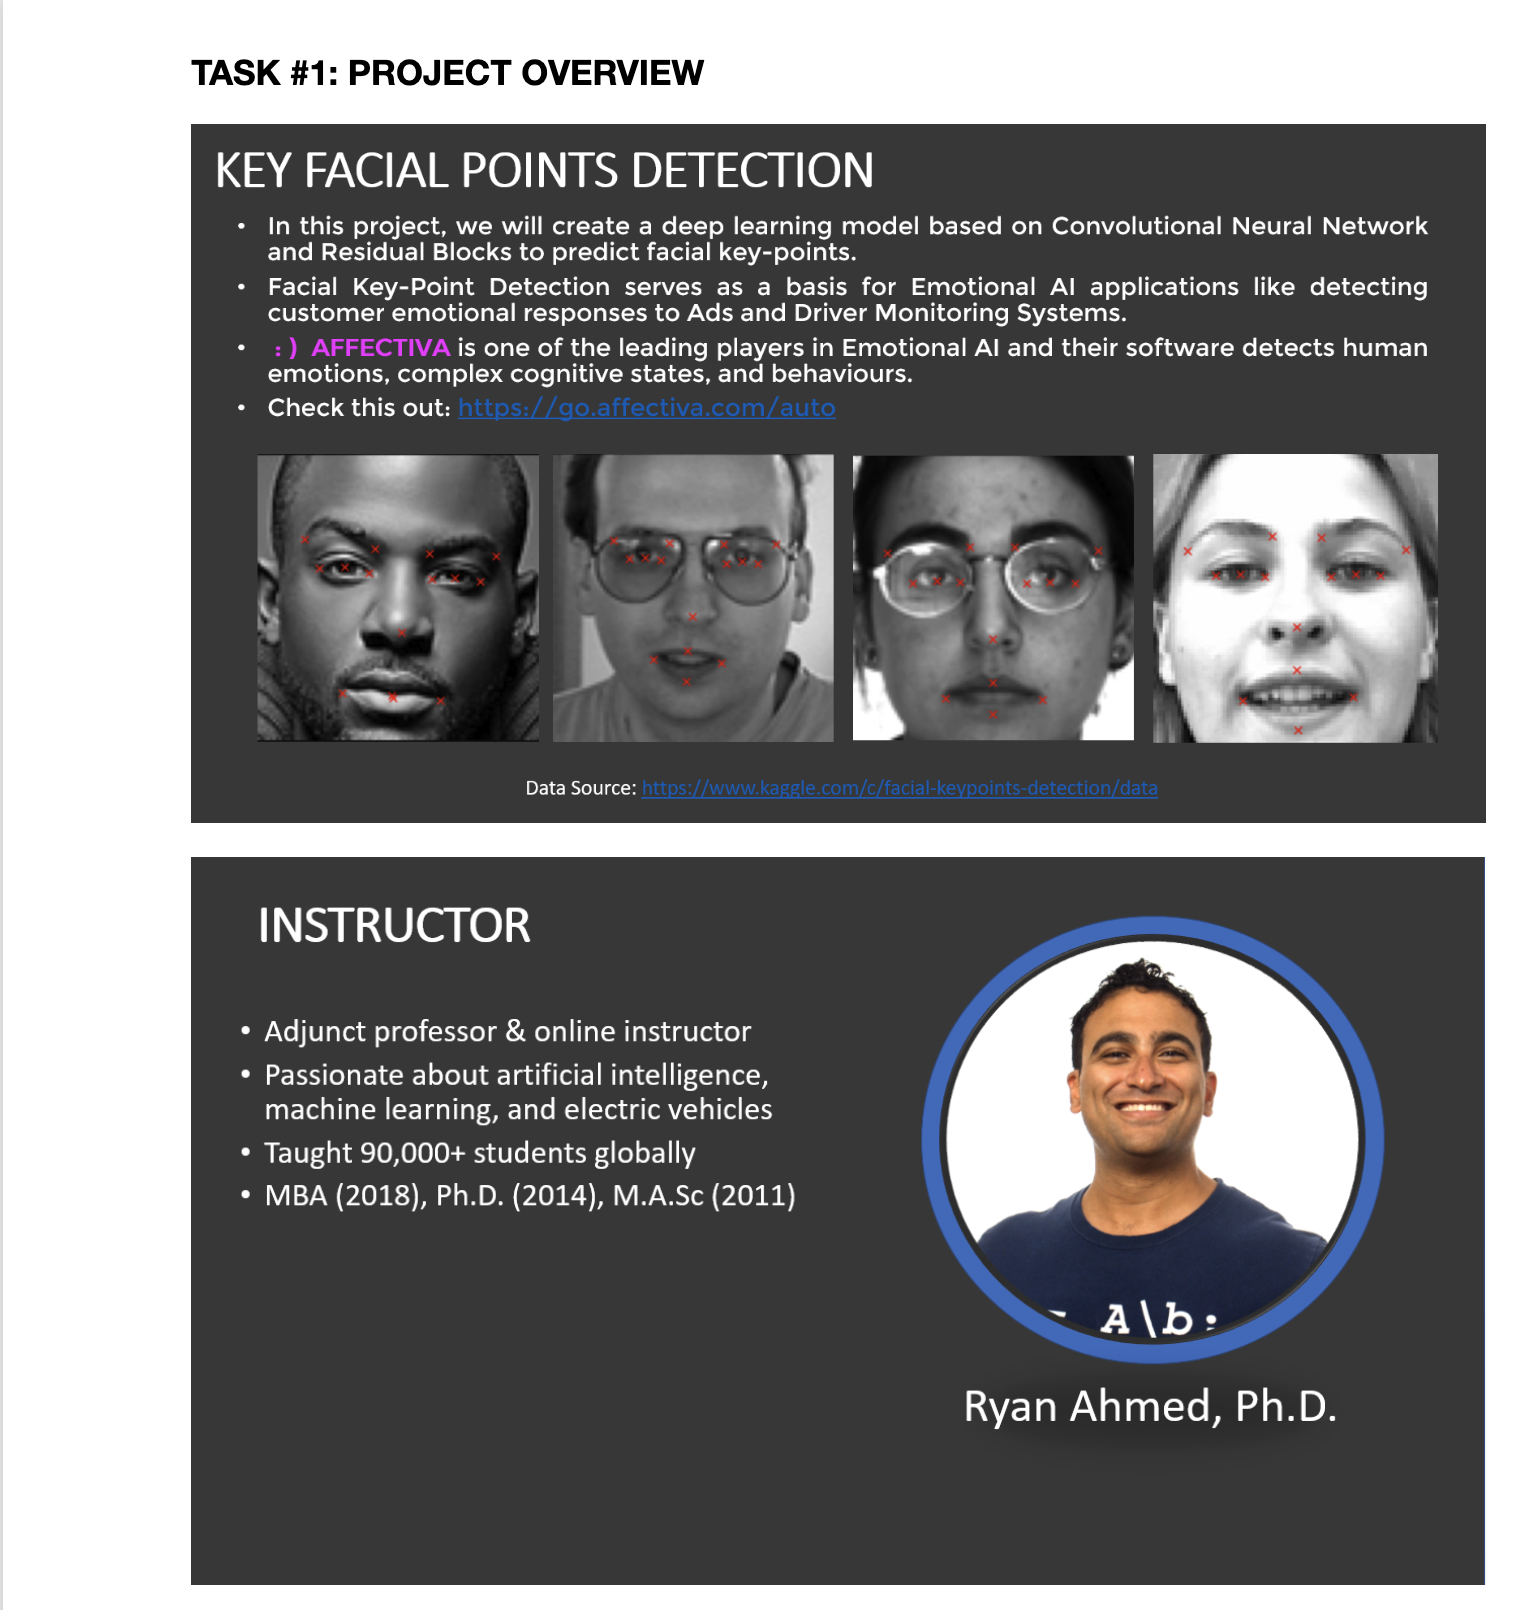 TASK #1: PROJECT OVERVIEW
KEY FACIAL POINTS DETECTION
• In this project, we will create a deep learning model based on Convolutional Neural Network
and Residual Blocks to predict facial key-points.
• Facial Key-Point Detection serves as a basis for Emotional AI applications like detecting
customer emotional responses to Ads and Driver Monitoring Systems.
• :) AFFECTIVA is one of the leading players in Emotional AI and their software detects human
emotions, complex cognitive states, and behaviours.
• Check this out: https://go.affectiva.com/auto
Data Source: https://www.kaggle.com/c/facial-keypoints-detection/data
INSTRUCTOR
• Adjunct professor & online instructor
• Passionate about artificial intelligence,
machine learning, and electric vehicles
• Taught 90,000+ students globally
• MBA (2018), Ph.D. (2014), M.A.Sc (2011)
A\b:
Ryan Ahmed, Ph.D.